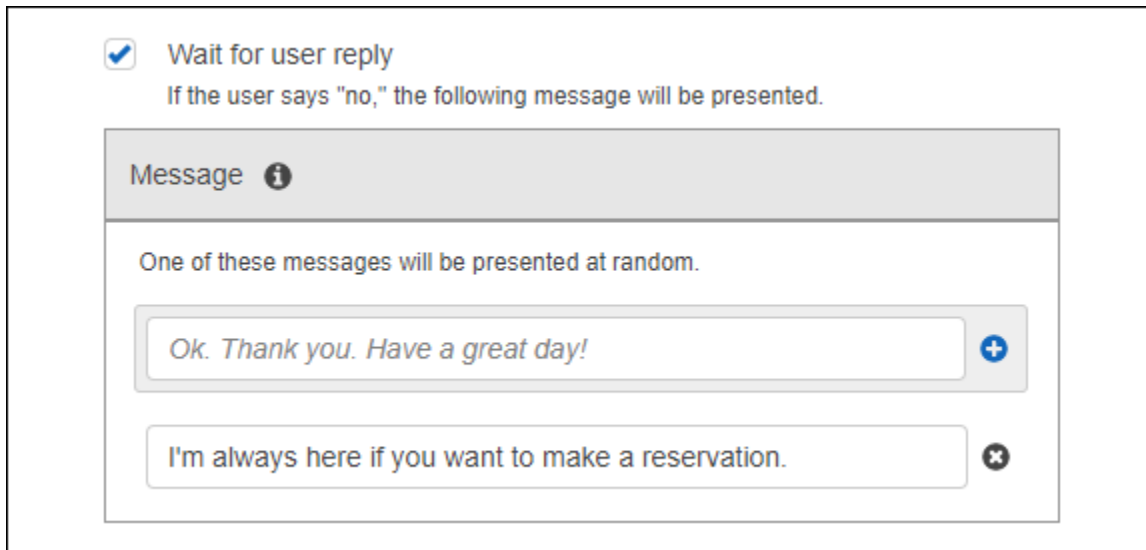 Wait for user reply
If the user says "no," the following message will be presented.
Message
One of these messages will be presented at random.
Ok. Thank you. Have a great day!
I'm always here if you want to make a reservation.